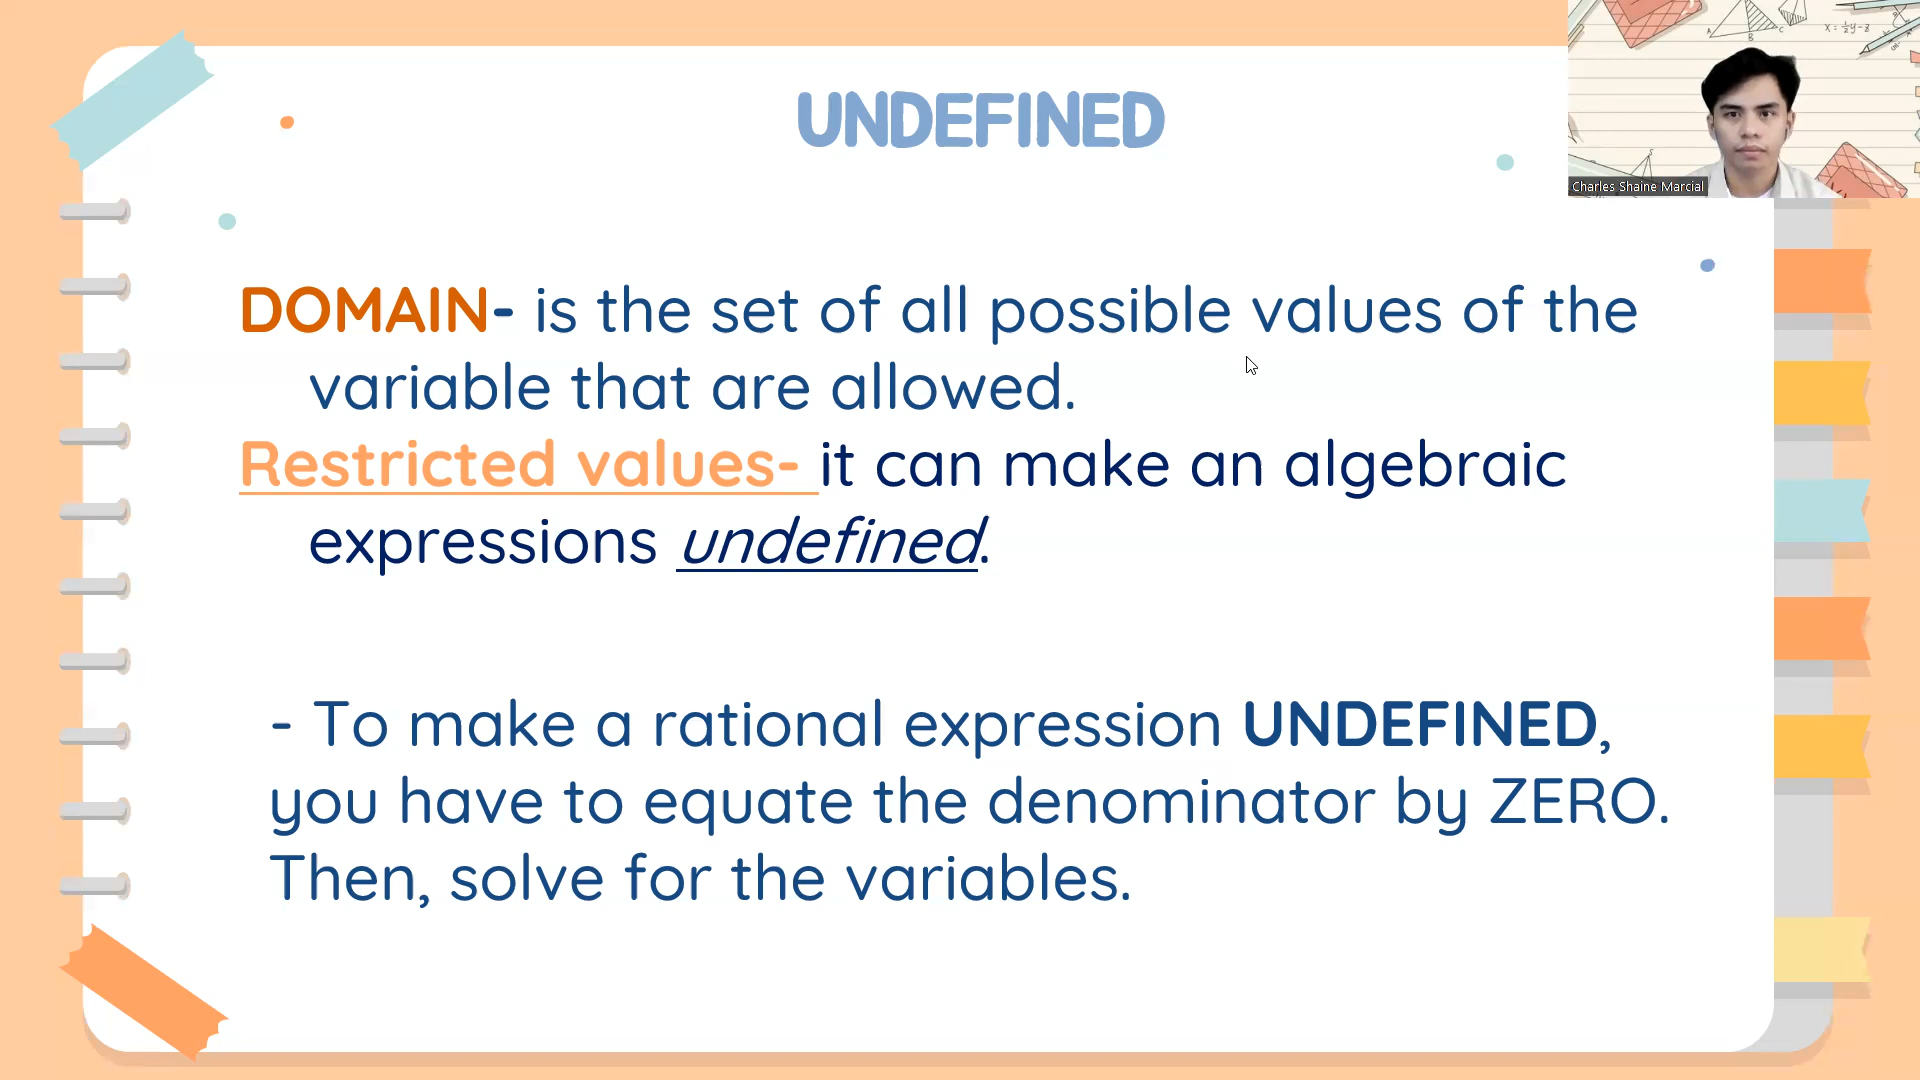 UNDEFINED
Charles Shaine Marcial
DOMAIN- is the set of all possible values of the
variable that are allowed.
Restricted values- it can make an algebraic
expressions undefined.
- To make a rational expression UNDEFINED,
you have to equate the denominator by ZERO.
Then, solve for the variables.